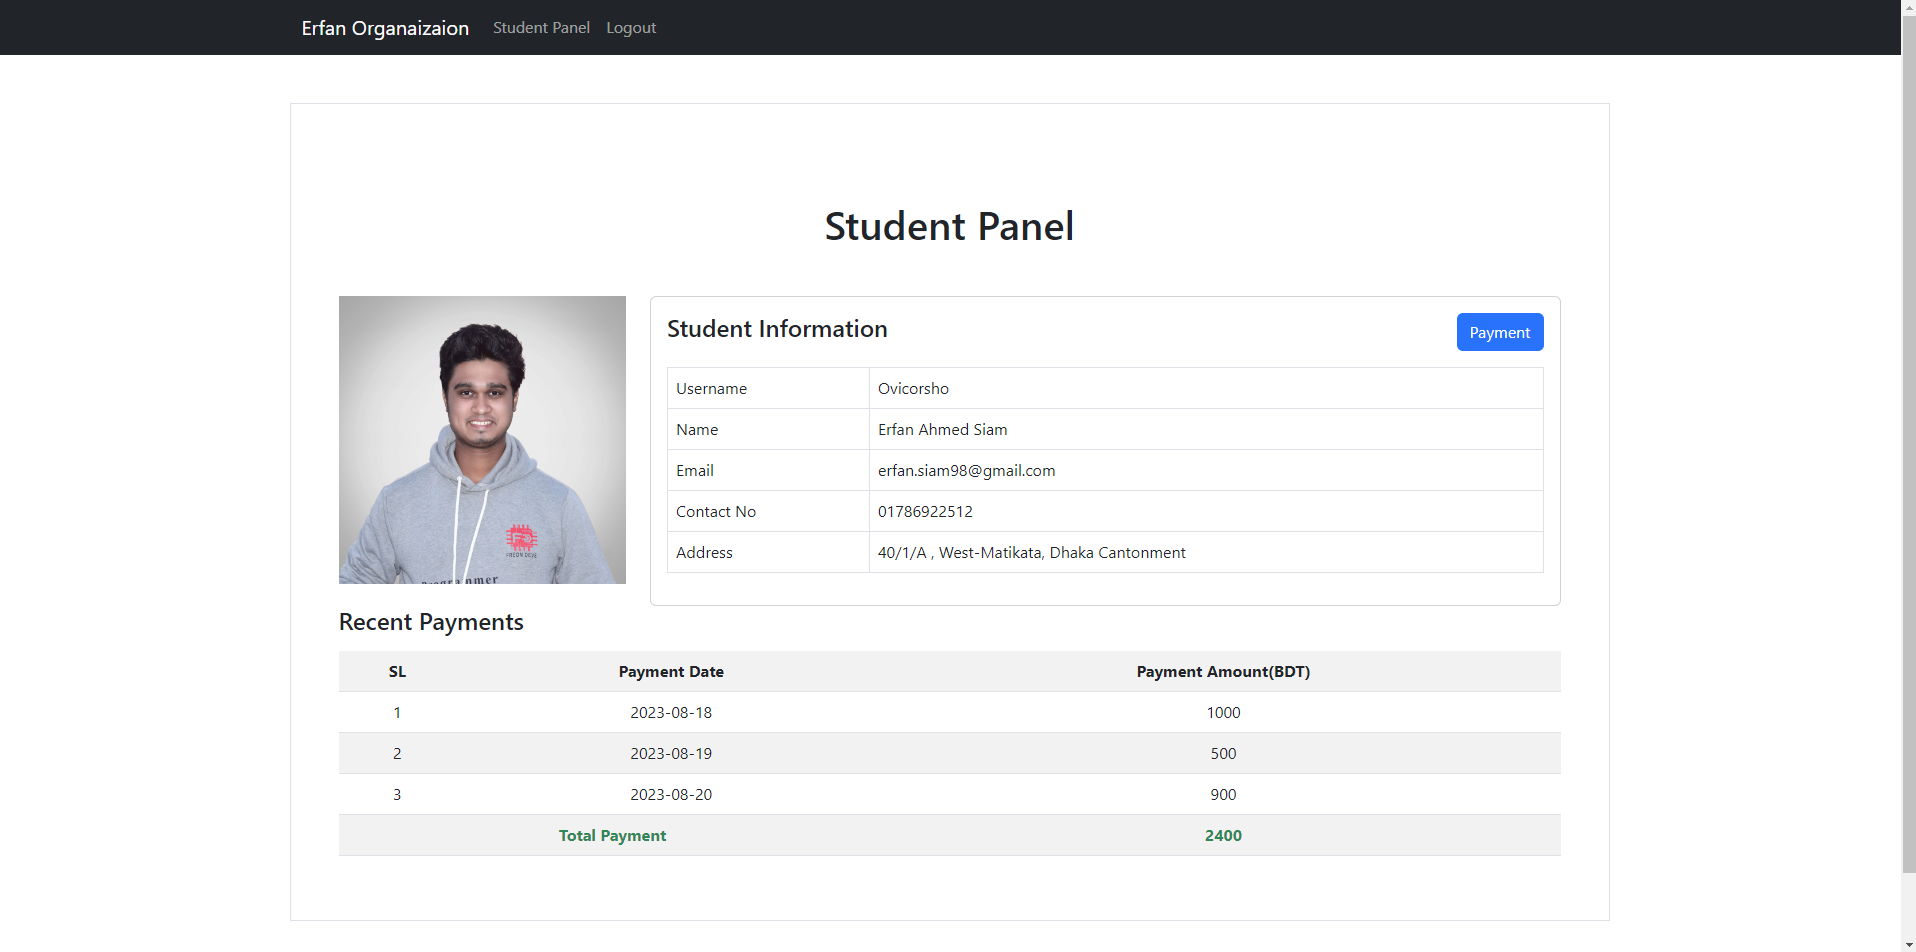 Erfan Organaizaion Student Panel Logout
Student Panel
Student Information Payment
Username Ovicorsho
Name Erfan Ahmed Siam
Email erfan.siam98@gmail.com
Contact No 01786922512
Address 40/1/A , West-Matikata, Dhaka Cantonment
FREON DEVS
Programmer
Recent Payments
SL Payment Date Payment Amount(BDT)
1 2023-08-18 1000
2 2023-08-19 500
3 2023-08-20 900
Total Payment 2400